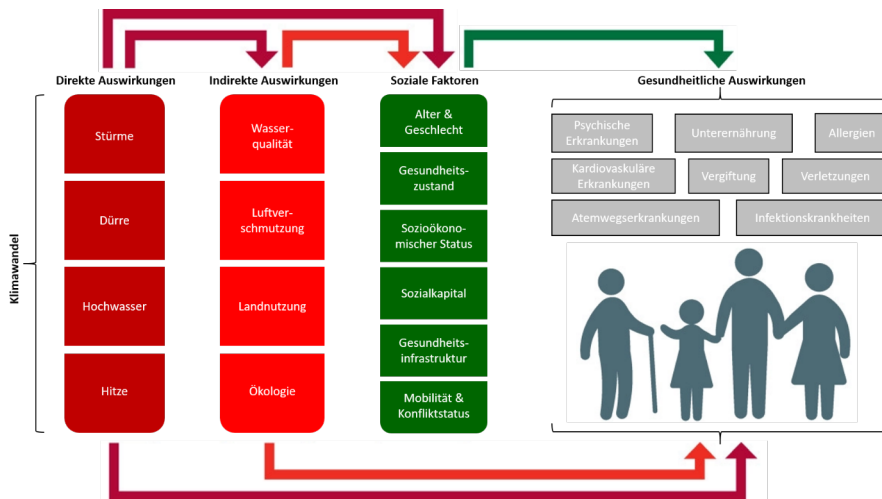 Direkte Auswirkungen
Indirekte Auswirkungen
Soziale Faktoren
Gesundheitliche Auswirkungen
Klimawandel
Stürme
Dürre
Hochwasser
Hitze
Wasser-
qualität
Luftver-
schmutzung
Landnutzung
Ökologie
Alter &
Geschlecht
Gesundheits-
zustand
Sozioökono-
mischer Status
Sozialkapital
Gesundheits-
infrastruktur
Mobilität &
Konfliktstatus
Psychische
Erkrankungen
Unterernährung
Allergien
Kardiovaskuläre
Erkrankungen
Vergiftung
Verletzungen
Atemwegserkrankungen
Infektionskrankheiten